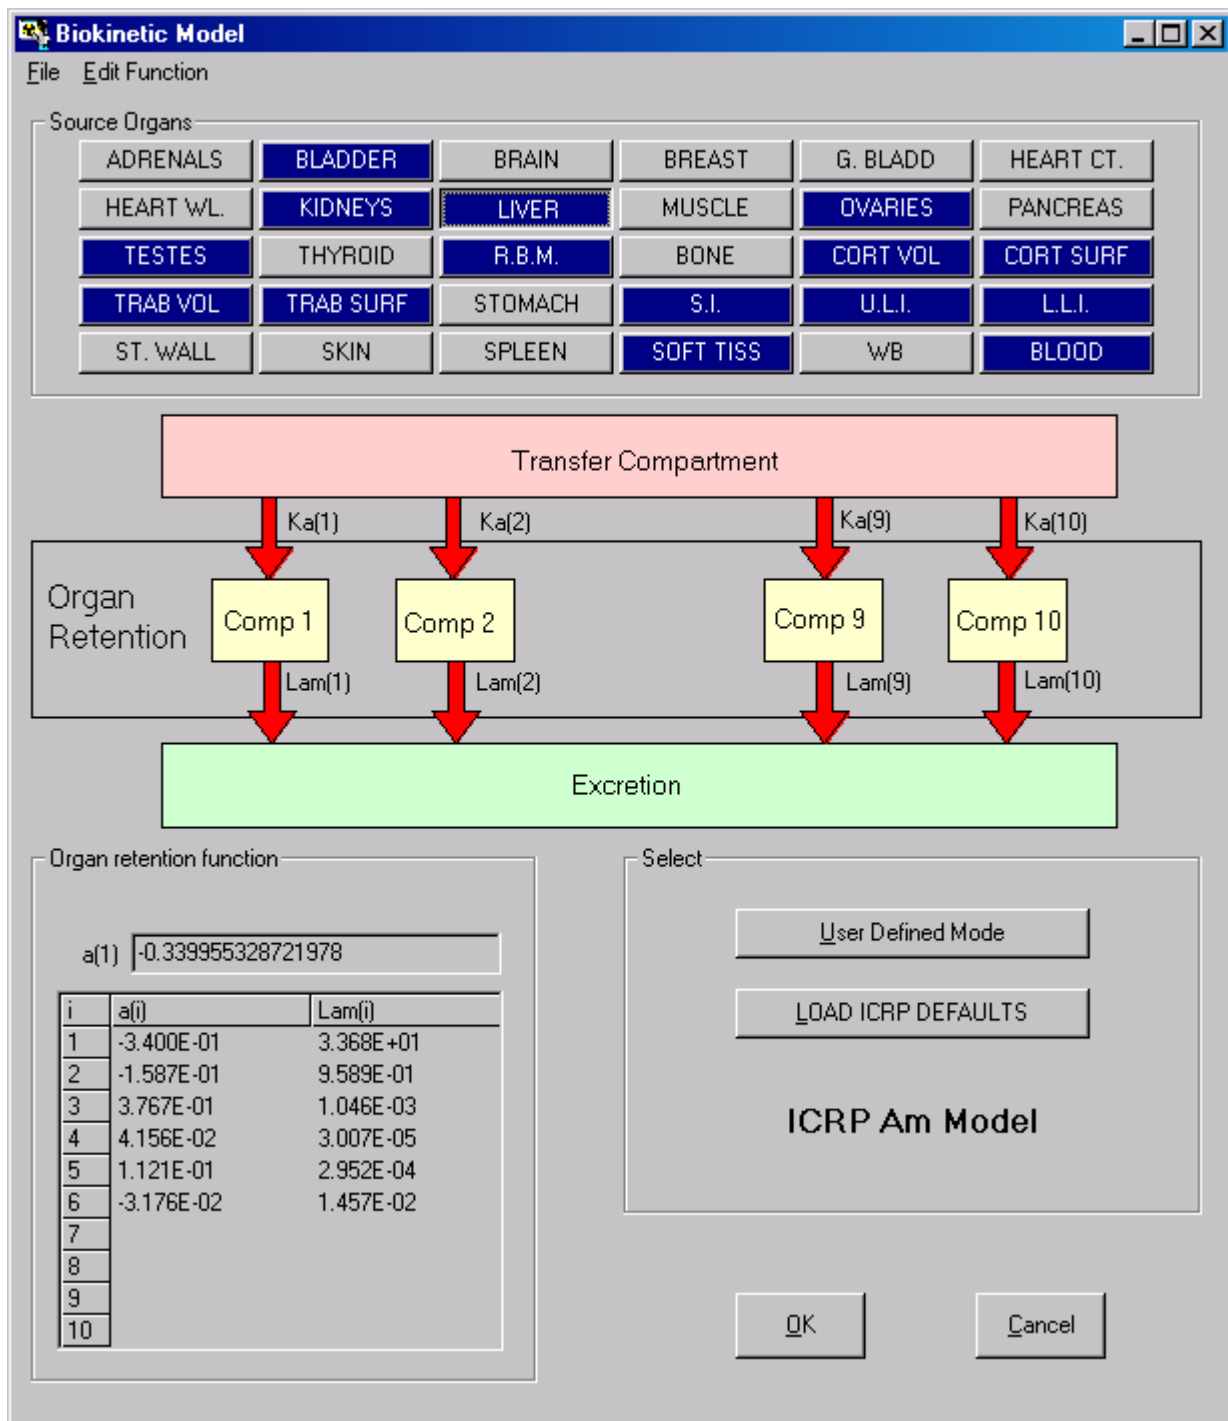 Biokinetic Model
File Edit Function
Source Organs
ADRENALS BLADDER BRAIN BREAST G. BLADD HEART CT.
HEART WL. KIDNEYS LIVER MUSCLE OVARIES PANCREAS
TESTES THYROID R.B.M. BONE CORT VOL CORT SURF
TRAB VOL TRAB SURF STOMACH S.I. U.L.I. L.L.I.
ST. WALL SKIN SPLEEN SOFT TISS WB BLOOD
Transfer Compartment
Ka(1) Ka(2) Ka(9) Ka(10)
Organ
Retention
Comp 1 Comp 2 Comp 9 Comp 10
Lam(1) Lam(2) Lam(9) Lam(10)
Excretion
Organ retention function
a(1) -0.339955328721978
i a(i) Lam(i)
1 -3.400E-01 3.368E+01
2 -1.587E-01 9.589E-01
3 3.767E-01 1.046E-03
4 4.156E-02 3.007E-05
5 1.121E-01 2.952E-04
6 -3.176E-02 1.457E-02
7
8
9
10
Select
User Defined Mode
LOAD ICRP DEFAULTS
ICRP Am Model
OK Cancel